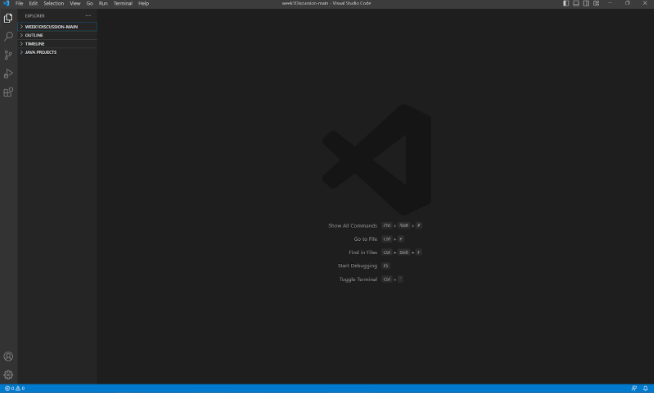 File Edit Selection View Go Run Terminal Help
week1Discussion-main - Visual Studio Code
EXPLORER
WEEK1DISCUSSION-MAIN
OUTLINE
TIMELINE
JAVA PROJECTS
Show All Commands Ctrl + Shift + P
Go to File Ctrl + P
Find in Files Ctrl + Shift + F
Start Debugging F5
Toggle Terminal Ctrl + `
0 0